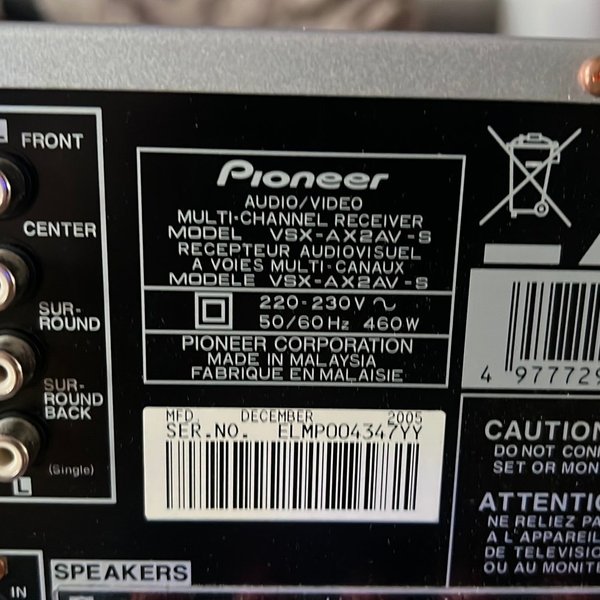 FRONT
CENTER
SUR-
ROUND
SUR-
ROUND
BACK
(Single)
L
IN
Pioneer
AUDIO/VIDEO
MULTI-CHANNEL RECEIVER
MODEL VSX-AX2AV-S
RECEPTEUR AUDIOVISUEL
A VOIES MULTI-CANAUX
MODELE VSX-AX2AV-S
220-230V ~
50/60Hz 460W
PIONEER CORPORATION
MADE IN MALAYSIA
FABRIQUE EN MALAISIE
MFD. DECEMBER 2005
SER.NO. ELMP004347YY
SPEAKERS
4 977729
CAUTION
DO NOT CONNE
SET OR MON
ATTENTIO
NE RELIEZ PA
A L'APPAREIL
DE TELEVISIO
OU AU MONITE